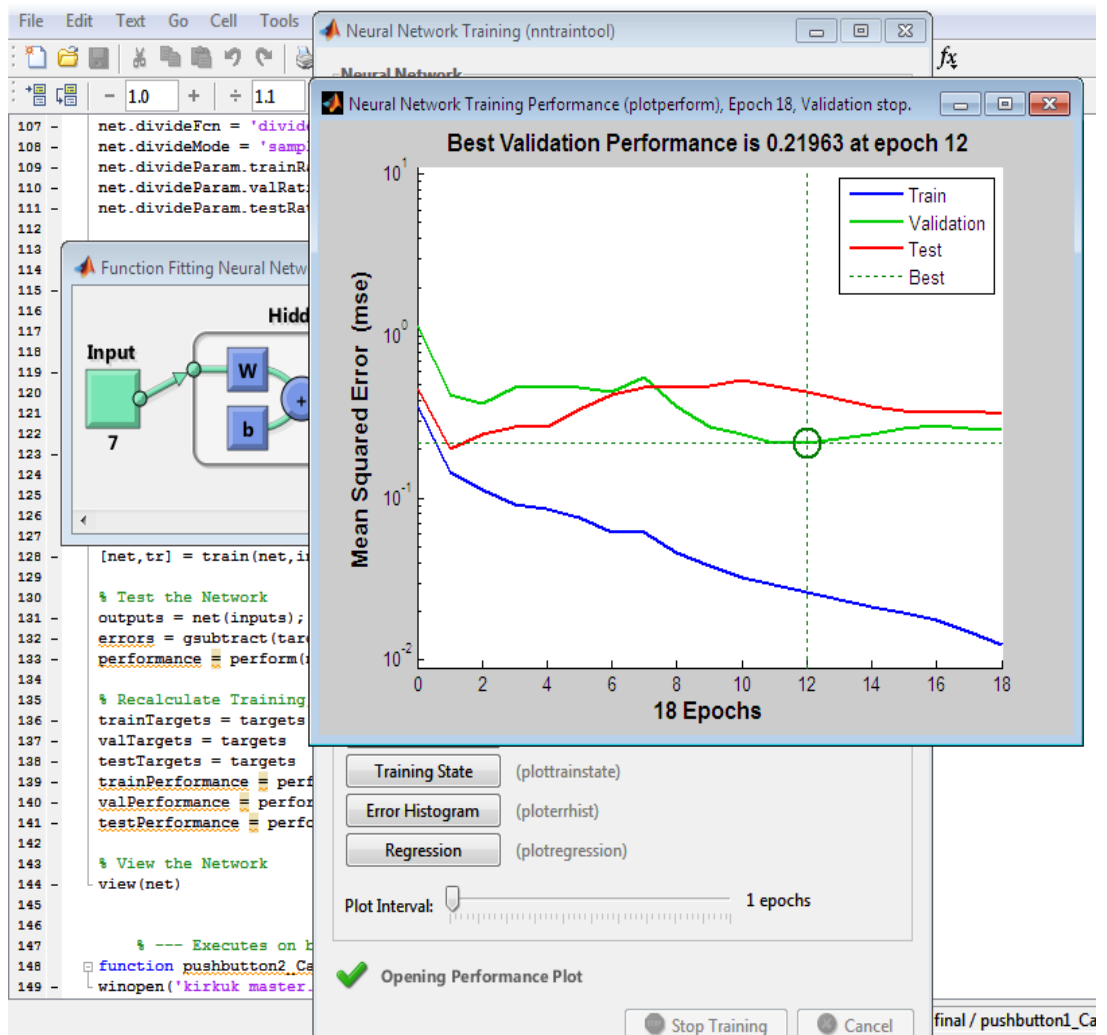 File Edit Text Go Cell Tools
Neural Network Training (nntraintool)
Neural Network
fx
− 1.0 + ÷ 1.1
Neural Network Training Performance (plotperform), Epoch 18, Validation stop.
Best Validation Performance is 0.21963 at epoch 12
Mean Squared Error (mse)
10^1
10^0
10^-1
10^-2
Train
Validation
Test
Best
0 2 4 6 8 10 12 14 16 18
18 Epochs
107 - net.divideFcn = 'divide
108 - net.divideMode = 'sampl
109 - net.divideParam.trainRa
110 - net.divideParam.valRati
111 - net.divideParam.testRat
112
113
114
115 -
116
117
118
119 -
120 -
121 -
122 -
123 -
124
125
126
127
Function Fitting Neural Netw
Hidd
Input
W
b
+
7
128 - [net,tr] = train(net,in
129
130 % Test the Network
131 - outputs = net(inputs);
132 - errors = gsubtract(tar
133 - performance = perform(n
134
135 % Recalculate Training
136 - trainTargets = targets
137 - valTargets = targets
138 - testTargets = targets
139 - trainPerformance = perf
140 - valPerformance = perfor
141 - testPerformance = perfo
142
143 % View the Network
144 - view(net)
145
146
147 % --- Executes on b
148 function pushbutton2_Ca
149 - winopen('kirkuk master.
Training State (plottrainstate)
Error Histogram (ploterrhist)
Regression (plotregression)
Plot Interval: 1 epochs
Opening Performance Plot
Stop Training
Cancel
final / pushbutton1_Ca